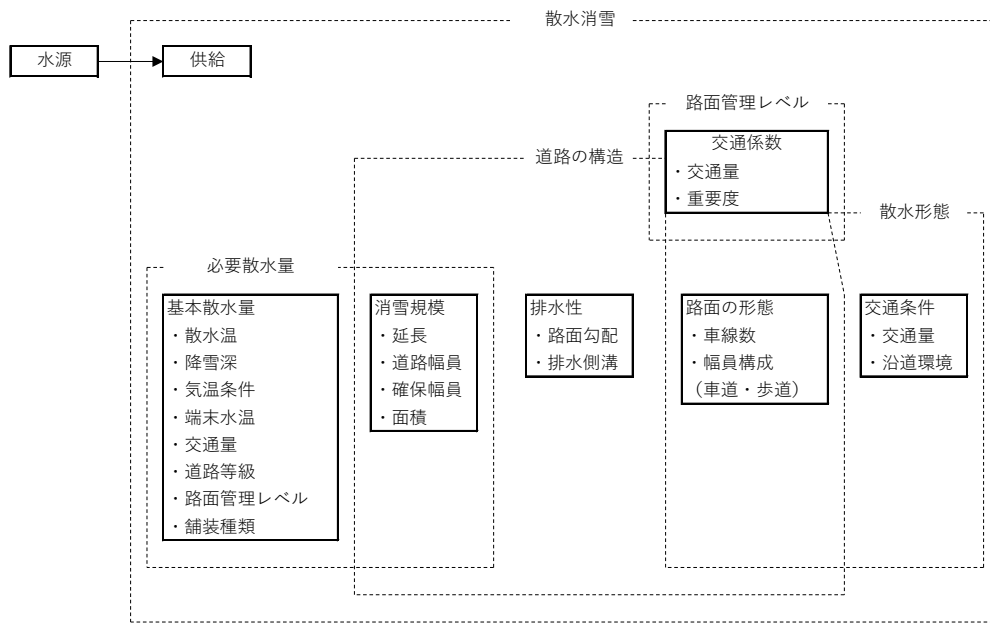 散水消雪
水源
供給
路面管理レベル
交通係数
・交通量
・重要度
道路の構造
散水形態
必要散水量
基本散水量
・散水温
・降雪深
・気温条件
・端末水温
・交通量
・道路等級
・路面管理レベル
・舗装種類
消雪規模
・延長
・道路幅員
・確保幅員
・面積
排水性
・路面勾配
・排水側溝
路面の形態
・車線数
・幅員構成
（車道・歩道）
交通条件
・交通量
・沿道環境